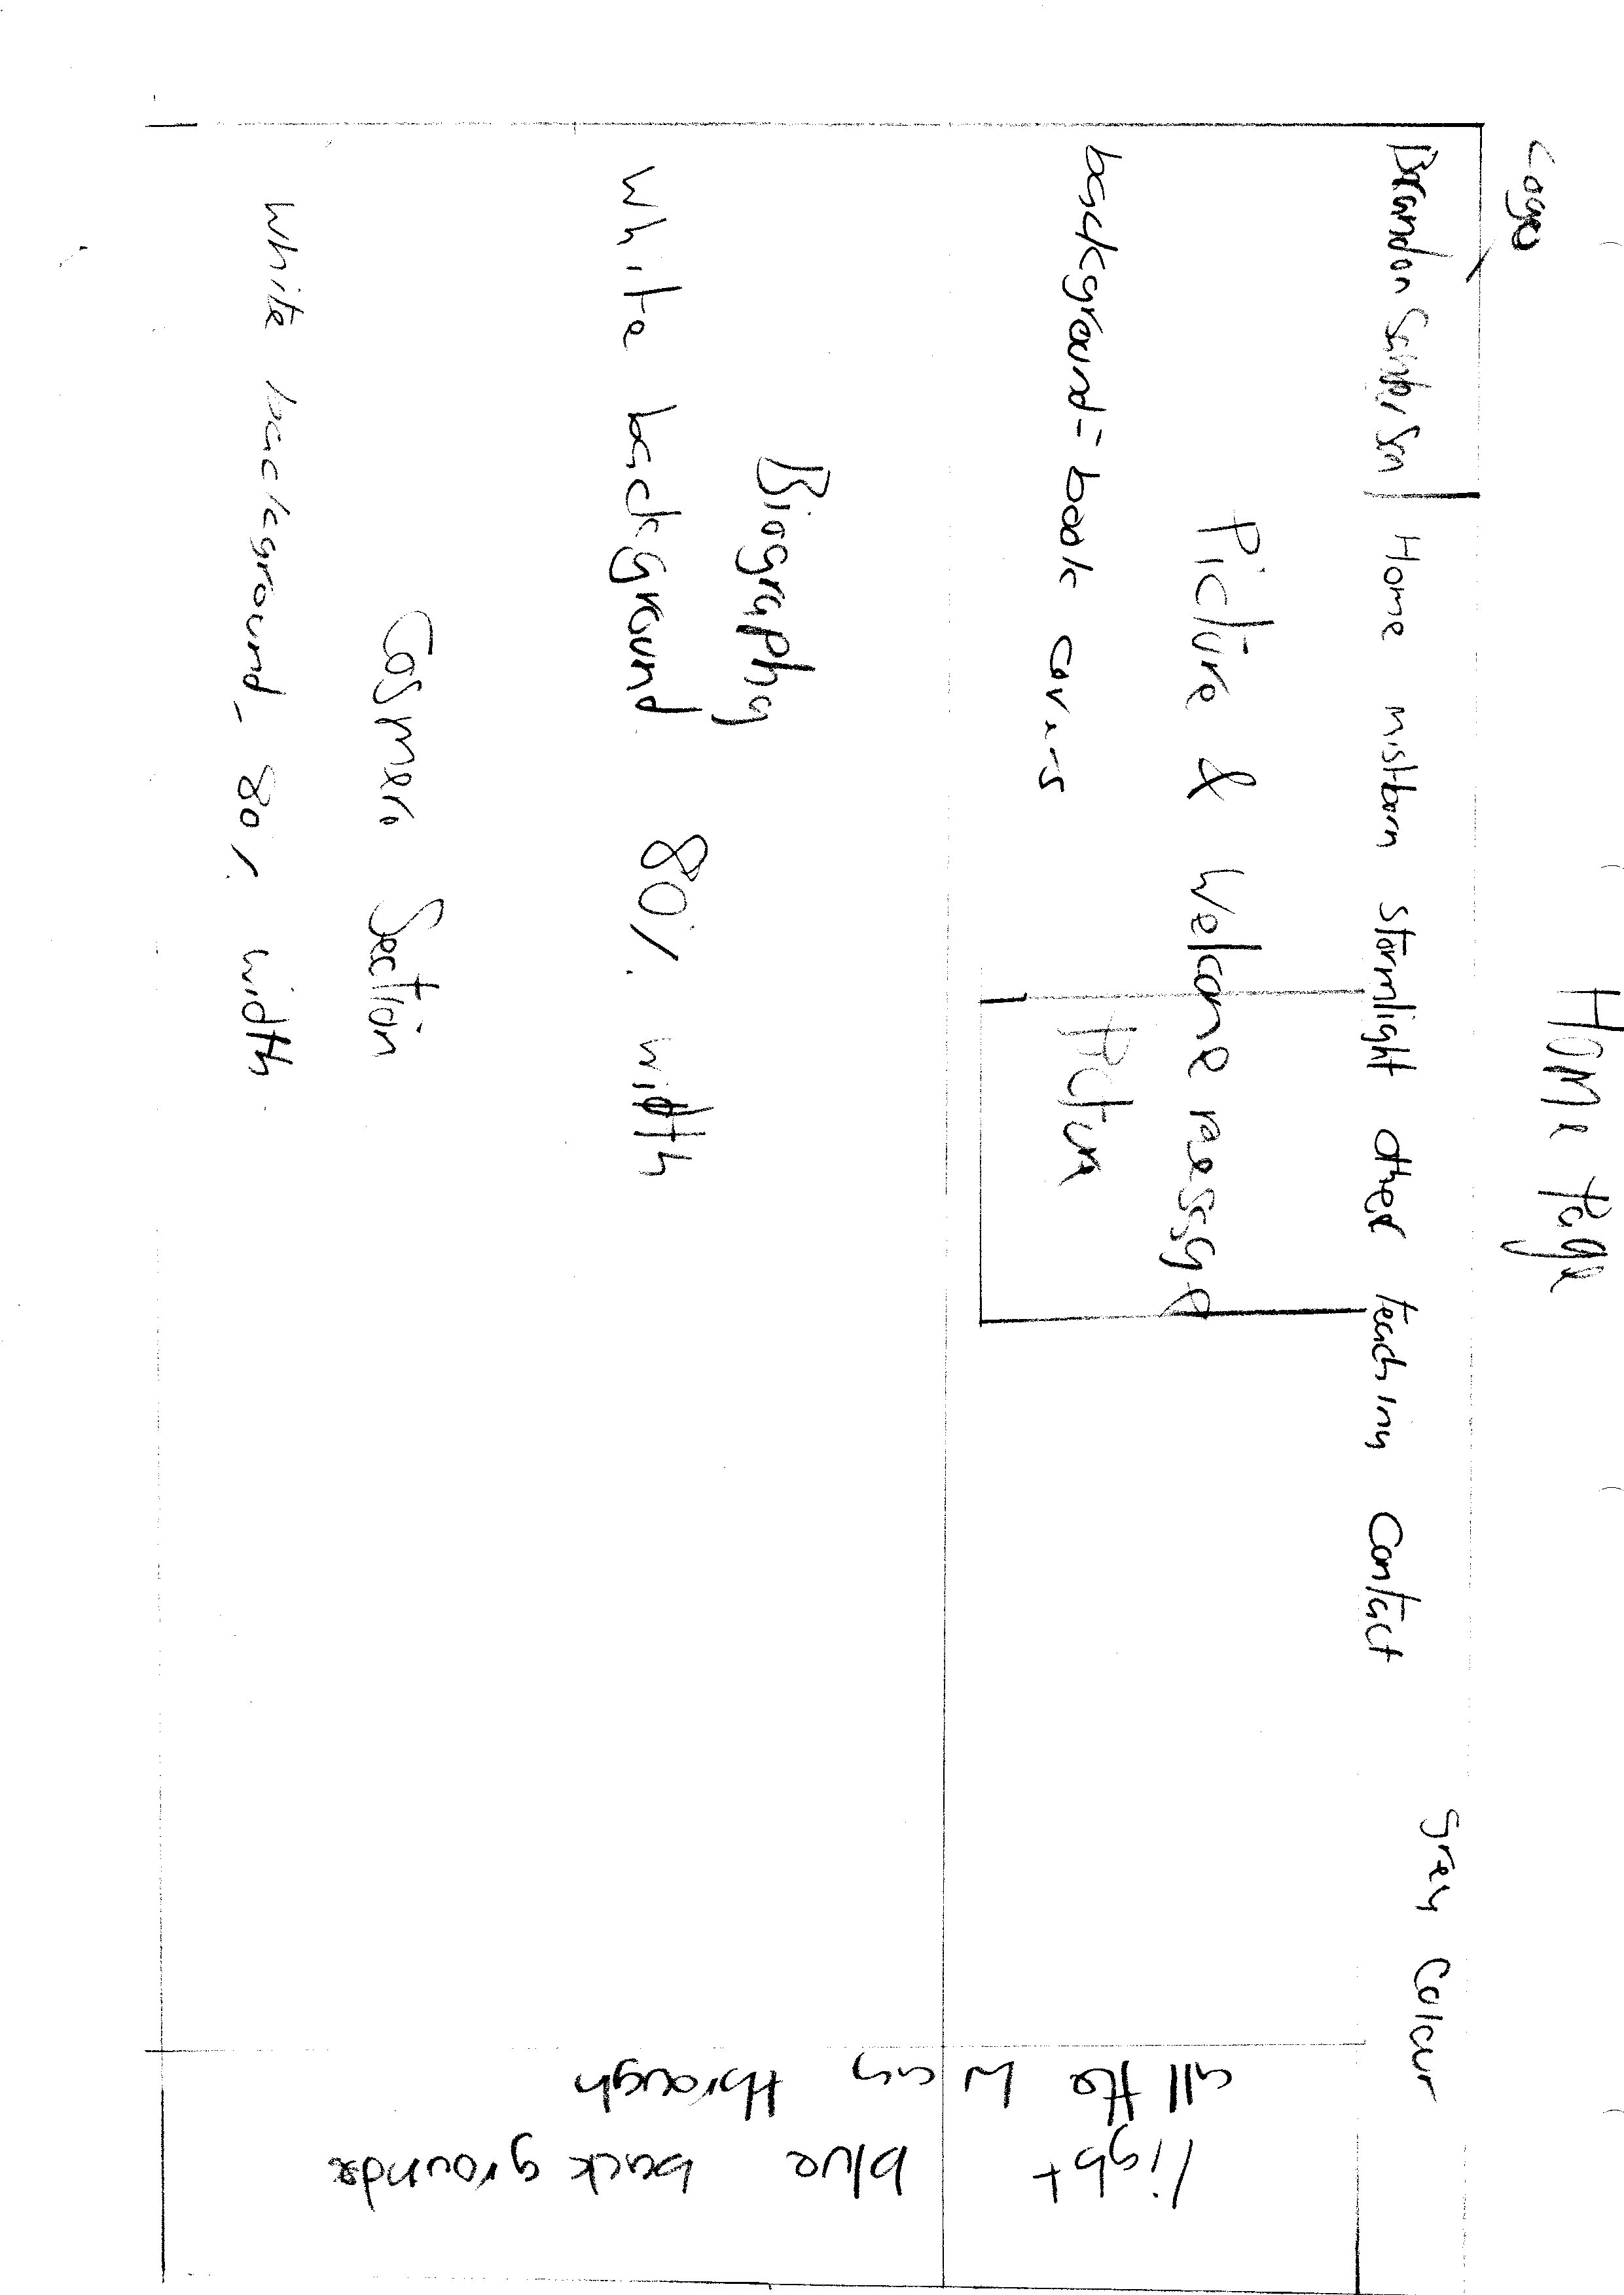 Home Page
Logo
Brandon Sanderson Home mistborn stormlight other teaching Contact
grey colour
Picture & Welcome message
background = book covers
Picture
light blue background
all the way through
Biography
White background 80% width
Cosmere Section
White background - 80% width